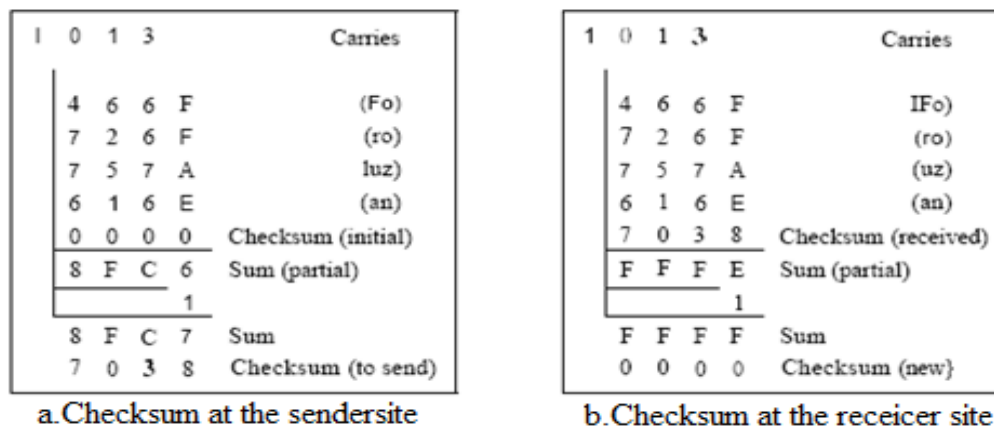 1 0 1 3 Carries
4 6 6 F (Fo)
7 2 6 F (ro)
7 5 7 A luz)
6 1 6 E (an)
0 0 0 0 Checksum (initial)
8 F C 6 Sum (partial)
1
8 F C 7 Sum
7 0 3 8 Checksum (to send)
a.Checksum at the sendersite
1 0 1 3 Carries
4 6 6 F IFo)
7 2 6 F (ro)
7 5 7 A (uz)
6 1 6 E (an)
7 0 3 8 Checksum (received)
F F F E Sum (partial)
1
F F F F Sum
0 0 0 0 Checksum (new}
b.Checksum at the receicer site